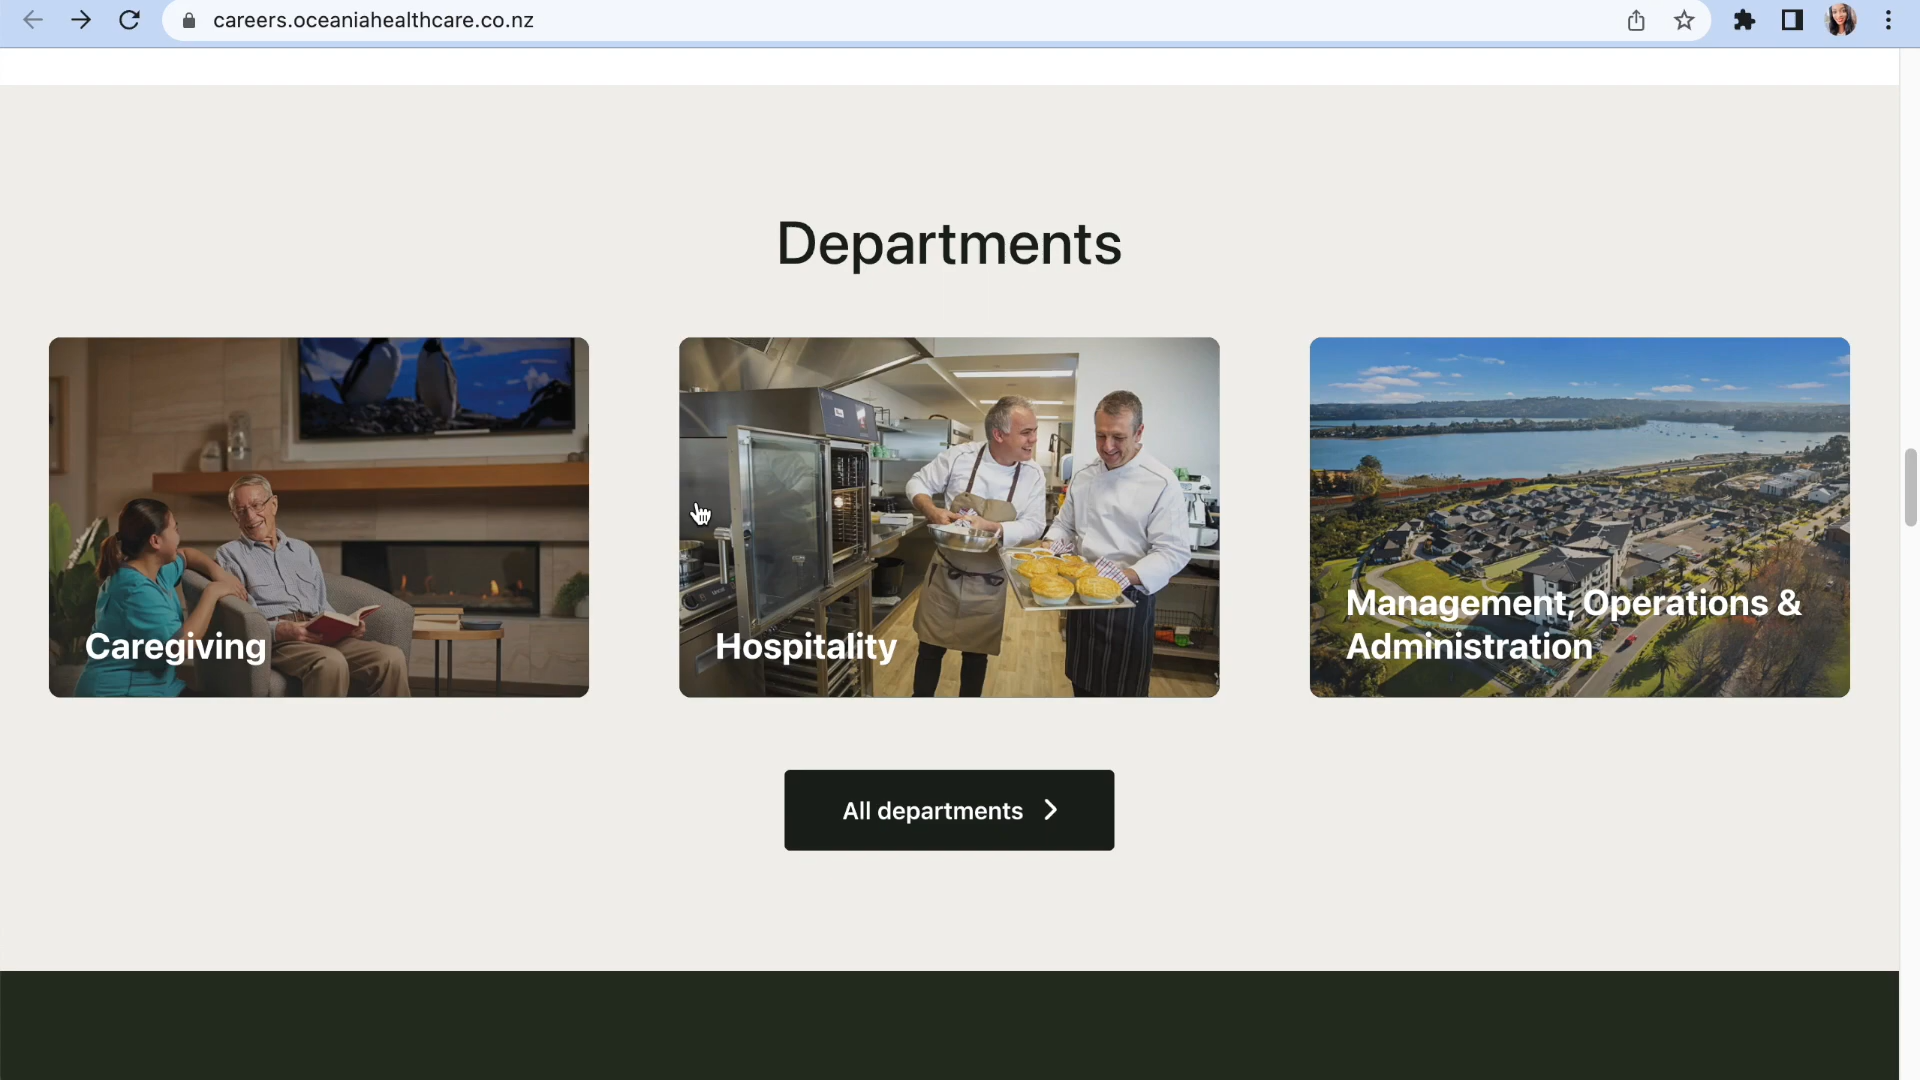 careers.oceaniahealthcare.co.nz
Departments
Caregiving
Hospitality
Management, Operations &
Administration
All departments